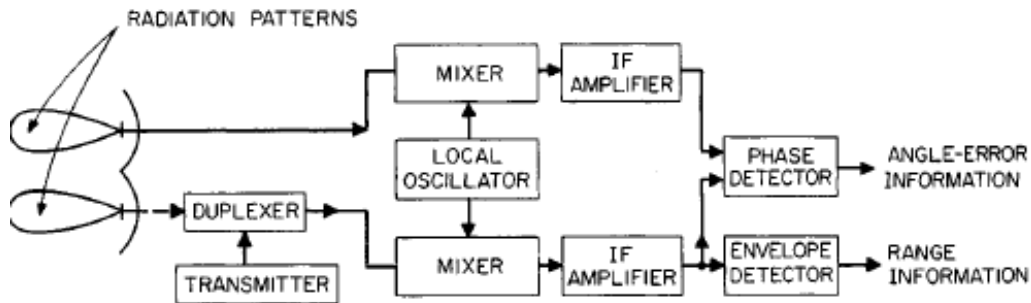 RADIATION PATTERNS
MIXER
IF
AMPLIFIER
LOCAL
OSCILLATOR
PHASE
DETECTOR
ANGLE-ERROR
INFORMATION
DUPLEXER
TRANSMITTER
MIXER
IF
AMPLIFIER
ENVELOPE
DETECTOR
RANGE
INFORMATION